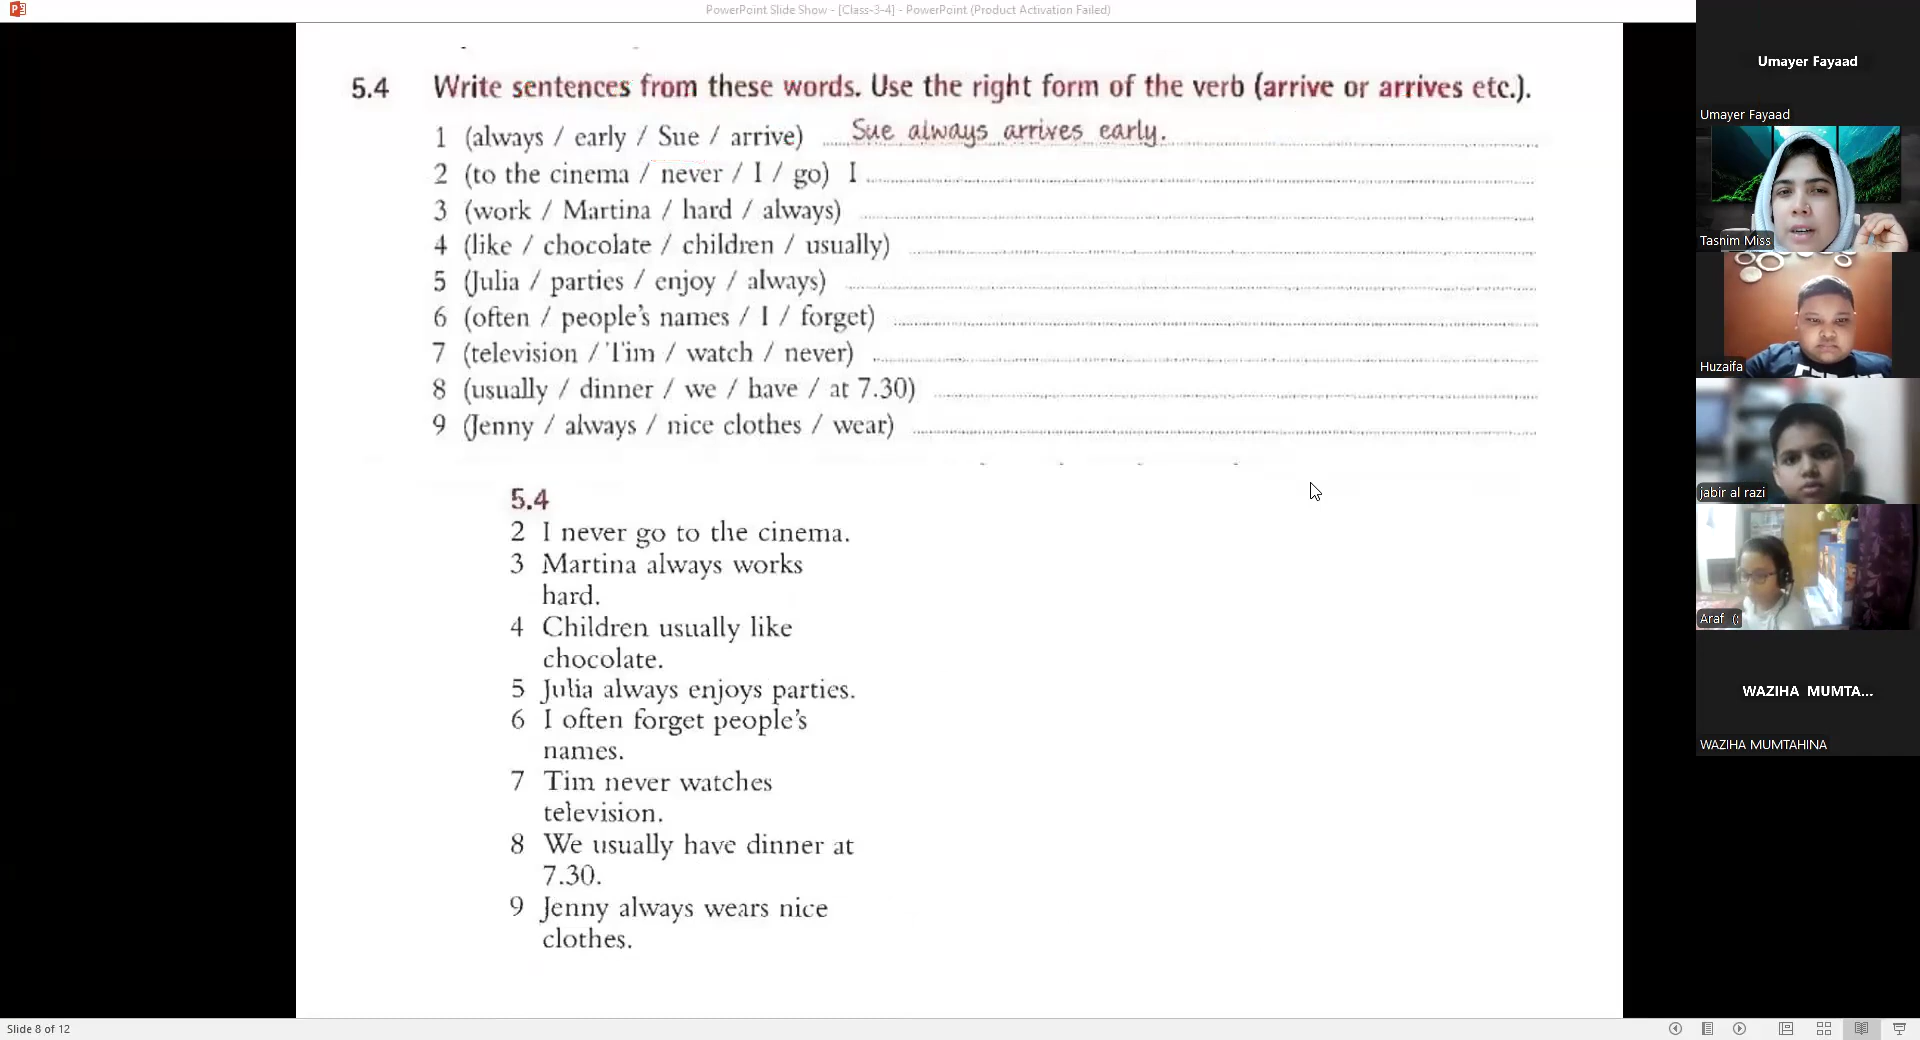 PowerPoint Slide Show - [Class-3-4] - PowerPoint (Product Activation Failed)
5.4 Write sentences from these words. Use the right form of the verb (arrive or arrives etc.).
1 (always / early / Sue / arrive) Sue always arrives early.
2 (to the cinema / never / I / go) I
3 (work / Martina / hard / always)
4 (like / chocolate / children / usually)
5 (Julia / parties / enjoy / always)
6 (often / people's names / I / forget)
7 (television / Tim / watch / never)
8 (usually / dinner / we / have / at 7.30)
9 (Jenny / always / nice clothes / wear)
5.4
2 I never go to the cinema.
3 Martina always works
hard.
4 Children usually like
chocolate.
5 Julia always enjoys parties.
6 I often forget people's
names.
7 Tim never watches
television.
8 We usually have dinner at
7.30.
9 Jenny always wears nice
clothes.
Slide 8 of 12
Umayer Fayaad
Umayer Fayaad
Tasnim Miss
Huzaifa
jabir al razi
Araf (:
WAZIHA MUMTA...
WAZIHA MUMTAHINA